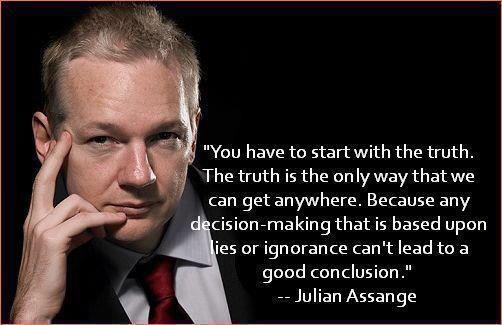 "You have to start with the truth.
The truth is the only way that we
can get anywhere. Because any
decision-making that is based upon
lies or ignorance can't lead to a
good conclusion."
-- Julian Assange